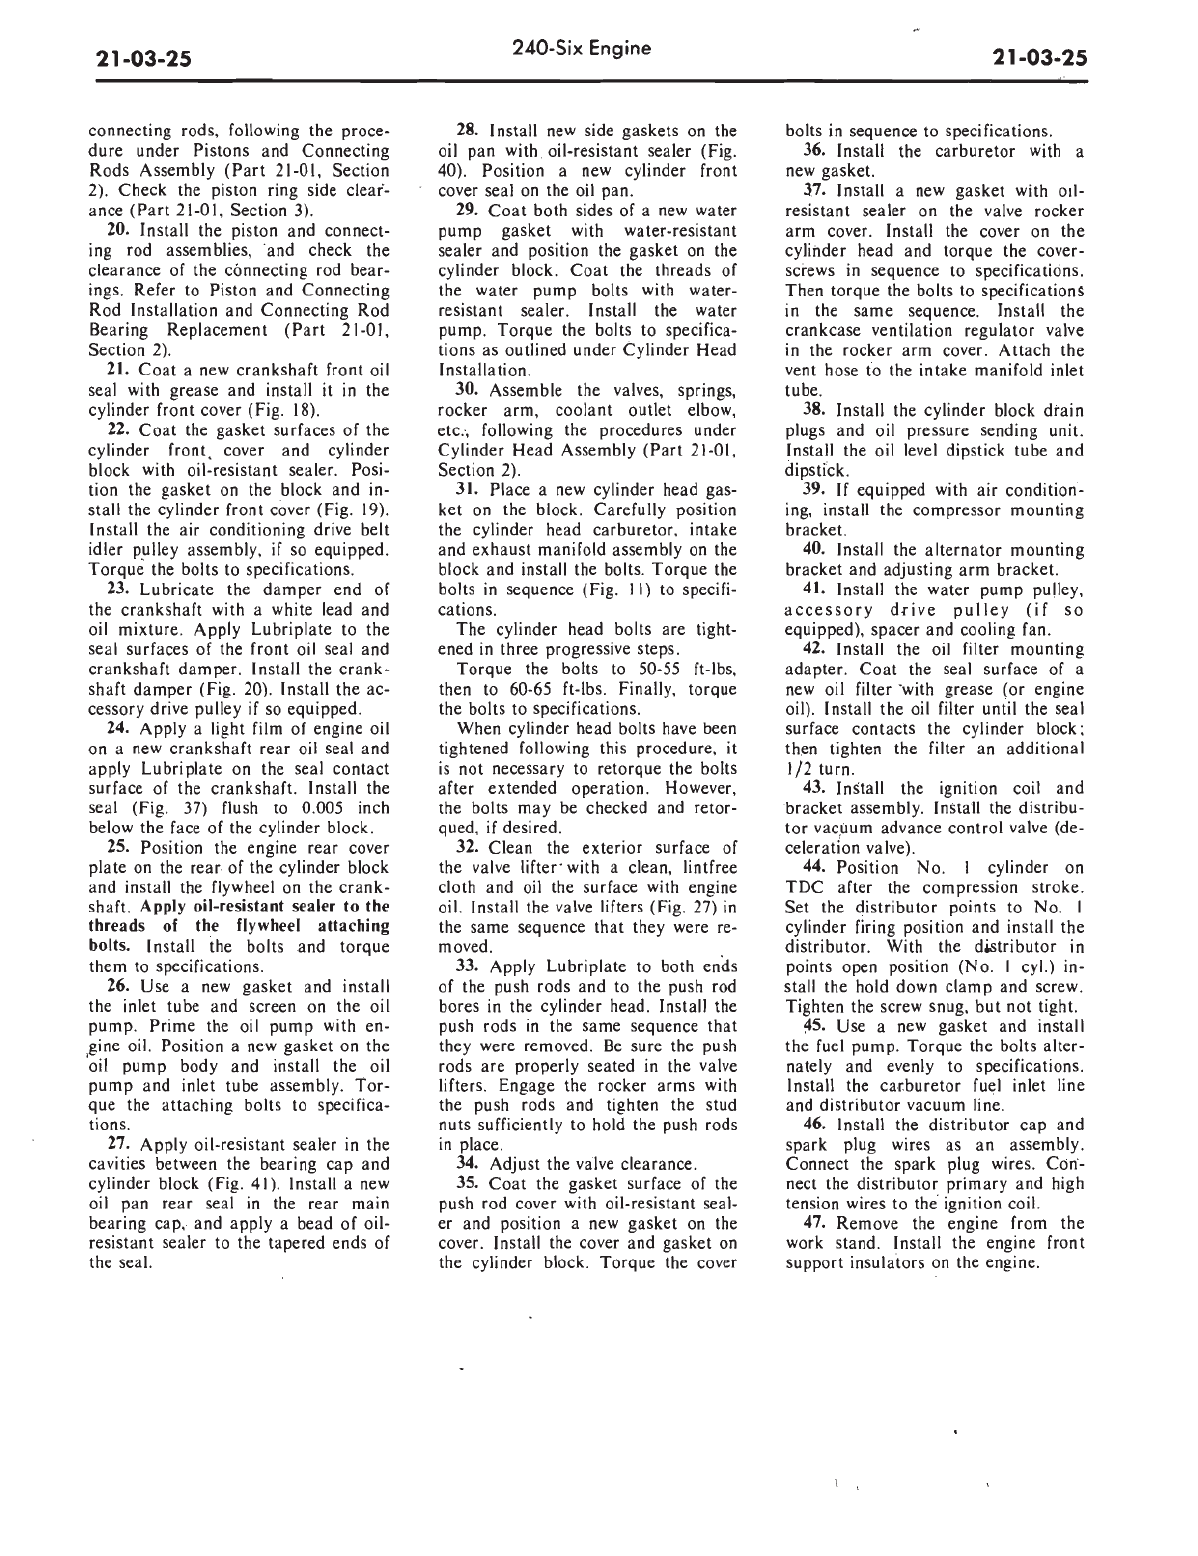 21-03-25
240-Six Engine
21-03-25
connecting rods, following the proce-
dure under Pistons and Connecting
Rods Assembly (Part 21-01, Section
2). Check the piston ring side clear-
ance (Part 21-01, Section 3).
20. Install the piston and connect-
ing rod assemblies, and check the
clearance of the connecting rod bear-
ings. Refer to Piston and Connecting
Rod Installation and Connecting Rod
Bearing Replacement (Part 21-01,
Section 2).
21. Coat a new crankshaft front oil
seal with grease and install it in the
cylinder front cover (Fig. 18).
22. Coat the gasket surfaces of the
cylinder front cover and cylinder
block with oil-resistant sealer. Posi-
tion the gasket on the block and in-
stall the cylinder front cover (Fig. 19).
Install the air conditioning drive belt
idler pulley assembly, if so equipped.
Torque the bolts to specifications.
23. Lubricate the damper end of
the crankshaft with a white lead and
oil mixture. Apply Lubriplate to the
seal surfaces of the front oil seal and
crankshaft damper. Install the crank-
shaft damper (Fig. 20). Install the ac-
cessory drive pulley if so equipped.
24. Apply a light film of engine oil
on a new crankshaft rear oil seal and
apply Lubriplate on the seal contact
surface of the crankshaft. Install the
seal (Fig. 37) flush to 0.005 inch
below the face of the cylinder block.
25. Position the engine rear cover
plate on the rear of the cylinder block
and install the flywheel on the crank-
shaft. Apply oil-resistant sealer to the
threads of the flywheel attaching
bolts. Install the bolts and torque
them to specifications.
26. Use a new gasket and install
the inlet tube and screen on the oil
pump. Prime the oil pump with en-
gine oil. Position a new gasket on the
oil pump body and install the oil
pump and inlet tube assembly. Tor-
que the attaching bolts to specifica-
tions.
27. Apply oil-resistant sealer in the
cavities between the bearing cap and
cylinder block (Fig. 41). Install a new
oil pan rear seal in the rear main
bearing cap, and apply a bead of oil-
resistant sealer to the tapered ends of
the seal.
28. Install new side gaskets on the
oil pan with oil-resistant sealer (Fig.
40). Position a new cylinder front
cover seal on the oil pan.
29. Coat both sides of a new water
pump gasket with water-resistant
sealer and position the gasket on the
cylinder block. Coat the threads of
the water pump bolts with water-
resistant sealer. Install the water
pump. Torque the bolts to specifica-
tions as outlined under Cylinder Head
Installation.
30. Assemble the valves, springs,
rocker arm, coolant outlet elbow,
etc., following the procedures under
Cylinder Head Assembly (Part 21-01,
Section 2).
31. Place a new cylinder head gas-
ket on the block. Carefully position
the cylinder head carburetor, intake
and exhaust manifold assembly on the
block and install the bolts. Torque the
bolts in sequence (Fig. 11) to specifi-
cations.
The cylinder head bolts are tight-
ened in three progressive steps.
Torque the bolts to 50-55 ft-lbs,
then to 60-65 ft-lbs. Finally, torque
the bolts to specifications.
When cylinder head bolts have been
tightened following this procedure, it
is not necessary to retorque the bolts
after extended operation. However,
the bolts may be checked and retor-
qued, if desired.
32. Clean the exterior surface of
the valve lifter with a clean, lintfree
cloth and oil the surface with engine
oil. Install the valve lifters (Fig. 27) in
the same sequence that they were re-
moved.
33. Apply Lubriplate to both ends
of the push rods and to the push rod
bores in the cylinder head. Install the
push rods in the same sequence that
they were removed. Be sure the push
rods are properly seated in the valve
lifters. Engage the rocker arms with
the push rods and tighten the stud
nuts sufficiently to hold the push rods
in place.
34. Adjust the valve clearance.
35. Coat the gasket surface of the
push rod cover with oil-resistant seal-
er and position a new gasket on the
cover. Install the cover and gasket on
the cylinder block. Torque the cover
bolts in sequence to specifications.
36. Install the carburetor with a
new gasket.
37. Install a new gasket with oil-
resistant sealer on the valve rocker
arm cover. Install the cover on the
cylinder head and torque the cover-
screws in sequence to specifications.
Then torque the bolts to specifications
in the same sequence. Install the
crankcase ventilation regulator valve
in the rocker arm cover. Attach the
vent hose to the intake manifold inlet
tube.
38. Install the cylinder block drain
plugs and oil pressure sending unit.
Install the oil level dipstick tube and
dipstick.
39. If equipped with air condition-
ing, install the compressor mounting
bracket.
40. Install the alternator mounting
bracket and adjusting arm bracket.
41. Install the water pump pulley,
accessory drive pulley (if so
equipped), spacer and cooling fan.
42. Install the oil filter mounting
adapter. Coat the seal surface of a
new oil filter with grease (or engine
oil). Install the oil filter until the seal
surface contacts the cylinder block;
then tighten the filter an additional
1/2 turn.
43. Install the ignition coil and
bracket assembly. Install the distribu-
tor vacuum advance control valve (de-
celeration valve).
44. Position No. 1 cylinder on
TDC after the compression stroke.
Set the distributor points to No. 1
cylinder firing position and install the
distributor. With the distributor in
points open position (No. 1 cyl.) in-
stall the hold down clamp and screw.
Tighten the screw snug, but not tight.
45. Use a new gasket and install
the fuel pump. Torque the bolts alter-
nately and evenly to specifications.
Install the carburetor fuel inlet line
and distributor vacuum line.
46. Install the distributor cap and
spark plug wires as an assembly.
Connect the spark plug wires. Con-
nect the distributor primary and high
tension wires to the ignition coil.
47. Remove the engine from the
work stand. Install the engine front
support insulators on the engine.